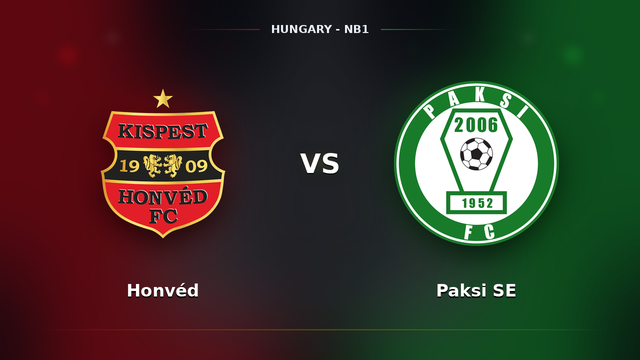 HUNGARY - NB1
KISPEST
19 09
HONVÉD
FC
VS
PAKSI
2006
1952
FC
Honvéd
Paksi SE